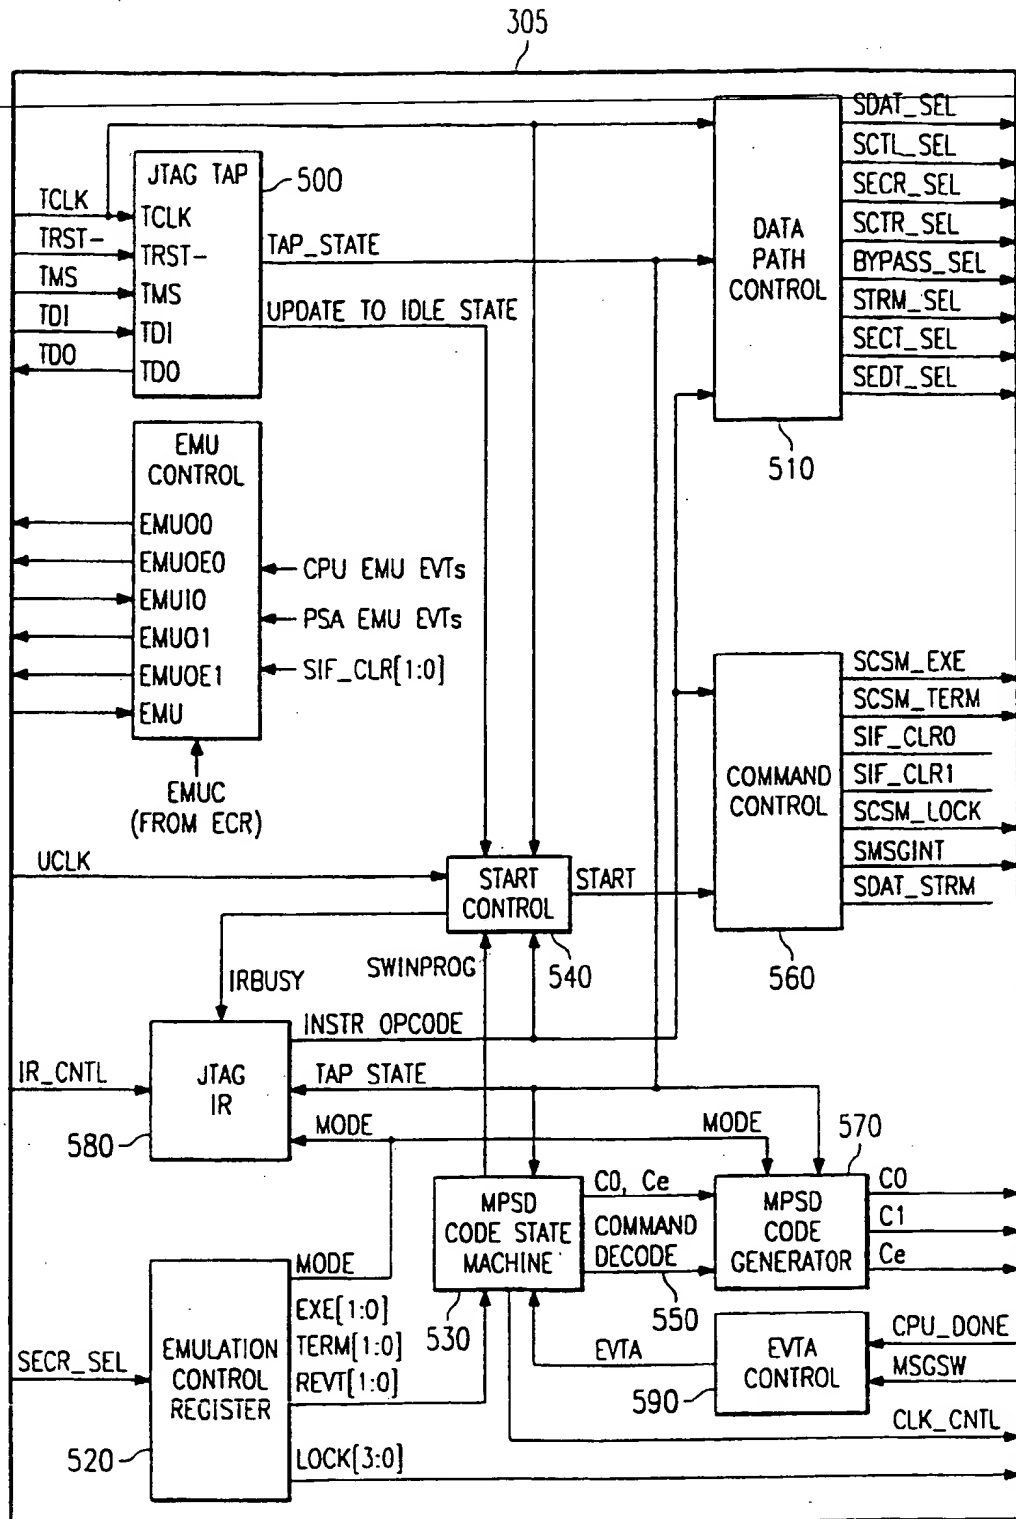 305
JTAG TAP
500
TCLK
TCLK
TRST-
TRST-
TMS
TMS
TDI
TDI
TDO
TDO
TAP_STATE
UPDATE TO IDLE STATE
DATA
PATH
CONTROL
510
SDAT_SEL
SCTL_SEL
SECR_SEL
SCTR_SEL
BYPASS_SEL
STRM_SEL
SECT_SEL
SEDT_SEL
EMU
CONTROL
EMUO0
EMUOE0
EMUI0
EMUO1
EMUOE1
EMU
CPU EMU EVTs
PSA EMU EVTs
SIF_CLR[1:0]
EMUC
(FROM ECR)
UCLK
START
CONTROL
540
START
COMMAND
CONTROL
560
SCSM_EXE
SCSM_TERM
SIF_CLR0
SIF_CLR1
SCSM_LOCK
SMSGINT
SDAT_STRM
IRBUSY
SWINPROG
INSTR OPCODE
IR_CNTL
JTAG
IR
580
TAP STATE
MODE
MODE
570
MPSD
CODE STATE
MACHINE
530
C0, Ce
COMMAND
DECODE
550
MPSD
CODE
GENERATOR
C0
C1
Ce
SECR_SEL
EMULATION
CONTROL
REGISTER
520
MODE
EXE[1:0]
TERM[1:0]
REVT[1:0]
LOCK[3:0]
EVTA
EVTA
CONTROL
590
CPU_DONE
MSGSW
CLK_CNTL